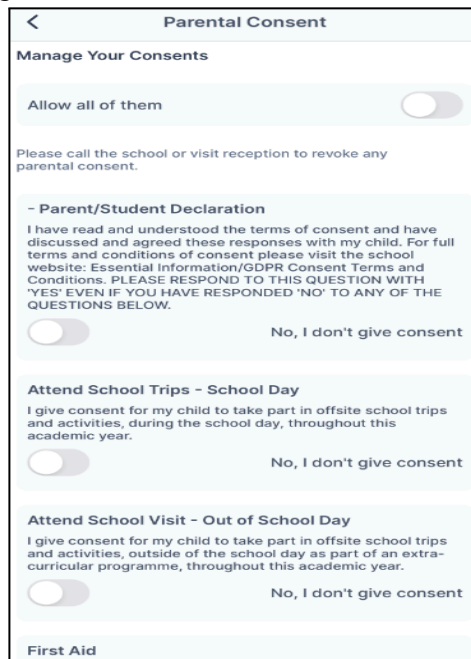 Parental Consent
Manage Your Consents
Allow all of them
Please call the school or visit reception to revoke any
parental consent.
- Parent/Student Declaration
I have read and understood the terms of consent and have
discussed and agreed these responses with my child. For full
terms and conditions of consent please visit the school
website: Essential Information/GDPR Consent Terms and
Conditions. PLEASE RESPOND TO THIS QUESTION WITH
'YES' EVEN IF YOU HAVE RESPONDED 'NO' TO ANY OF THE
QUESTIONS BELOW.
No, I don't give consent
Attend School Trips - School Day
I give consent for my child to take part in offsite school trips
and activities, during the school day, throughout this
academic year.
No, I don't give consent
Attend School Visit - Out of School Day
I give consent for my child to take part in offsite school trips
and activities, outside of the school day as part of an extra-
curricular programme, throughout this academic year.
No, I don't give consent
First Aid